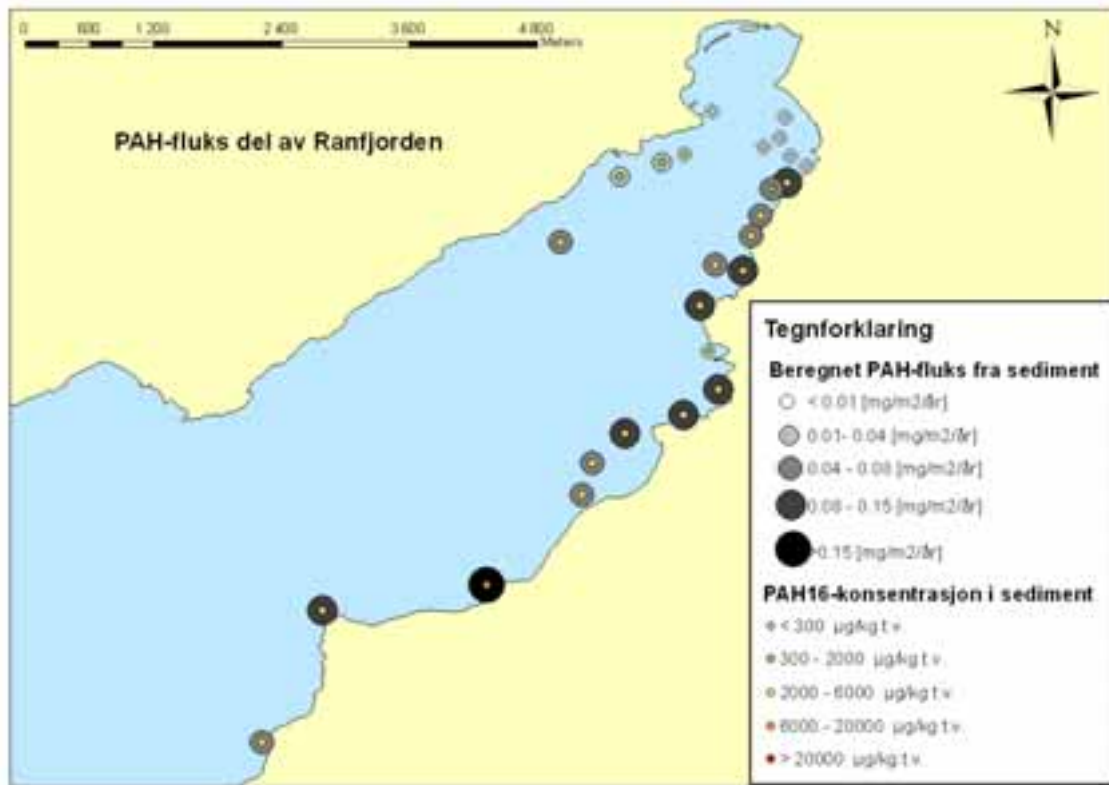 0 600 1 200 2 400 3 600 4 800
Meters
N
PAH-fluks del av Ranfjorden
Tegnforklaring
Beregnet PAH-fluks fra sediment
< 0.01 [mg/m2/år]
0.01- 0.04 [mg/m2/år]
0.04 - 0.08 [mg/m2/år]
0.08 - 0.15 [mg/m2/år]
>0.15 [mg/m2/år]
PAH16-konsentrasjon i sediment
< 300 µg/kg t.v.
300 - 2000 µg/kg t.v.
2000 - 6000 µg/kg t.v.
6000 - 20000 µg/kg t.v.
> 20000 µg/kg t.v.